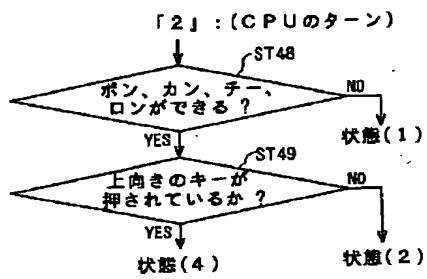 「2」:(CPUのターン)
ST48
ポン、カン、チー、
ロンができる?
NO
YES
状態(1)
ST49
上向きのキーが
押されているか?
NO
YES
状態(4)
状態(2)